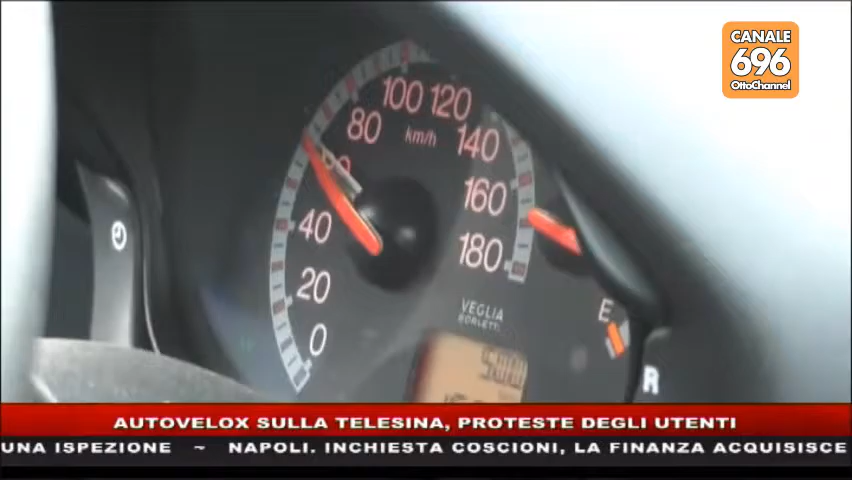 CANALE
696
OttoChannel
100 120
80
km/h
140
160
40
180
20
VEGLIA
BORLETTI
0
E
R
AUTOVELOX SULLA TELESINA, PROTESTE DEGLI UTENTI
UNA ISPEZIONE ~ NAPOLI. INCHIESTA COSCIONI, LA FINANZA ACQUISISCE